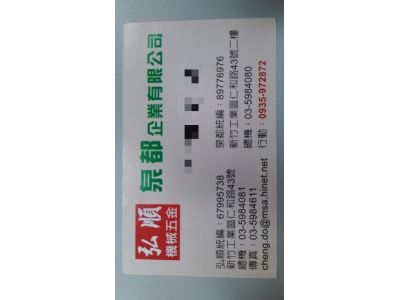 弘順
機械五金
泉都企業有限公司
弘順統編：67995738
新竹工業區仁和路43號
總機：03-5984081
傳真：03-5984611
cheng.do@msa.hinet.net
泉都統編：89776976
新竹工業區仁和路43號二樓
總機：03-5984080
行動：0935-972872